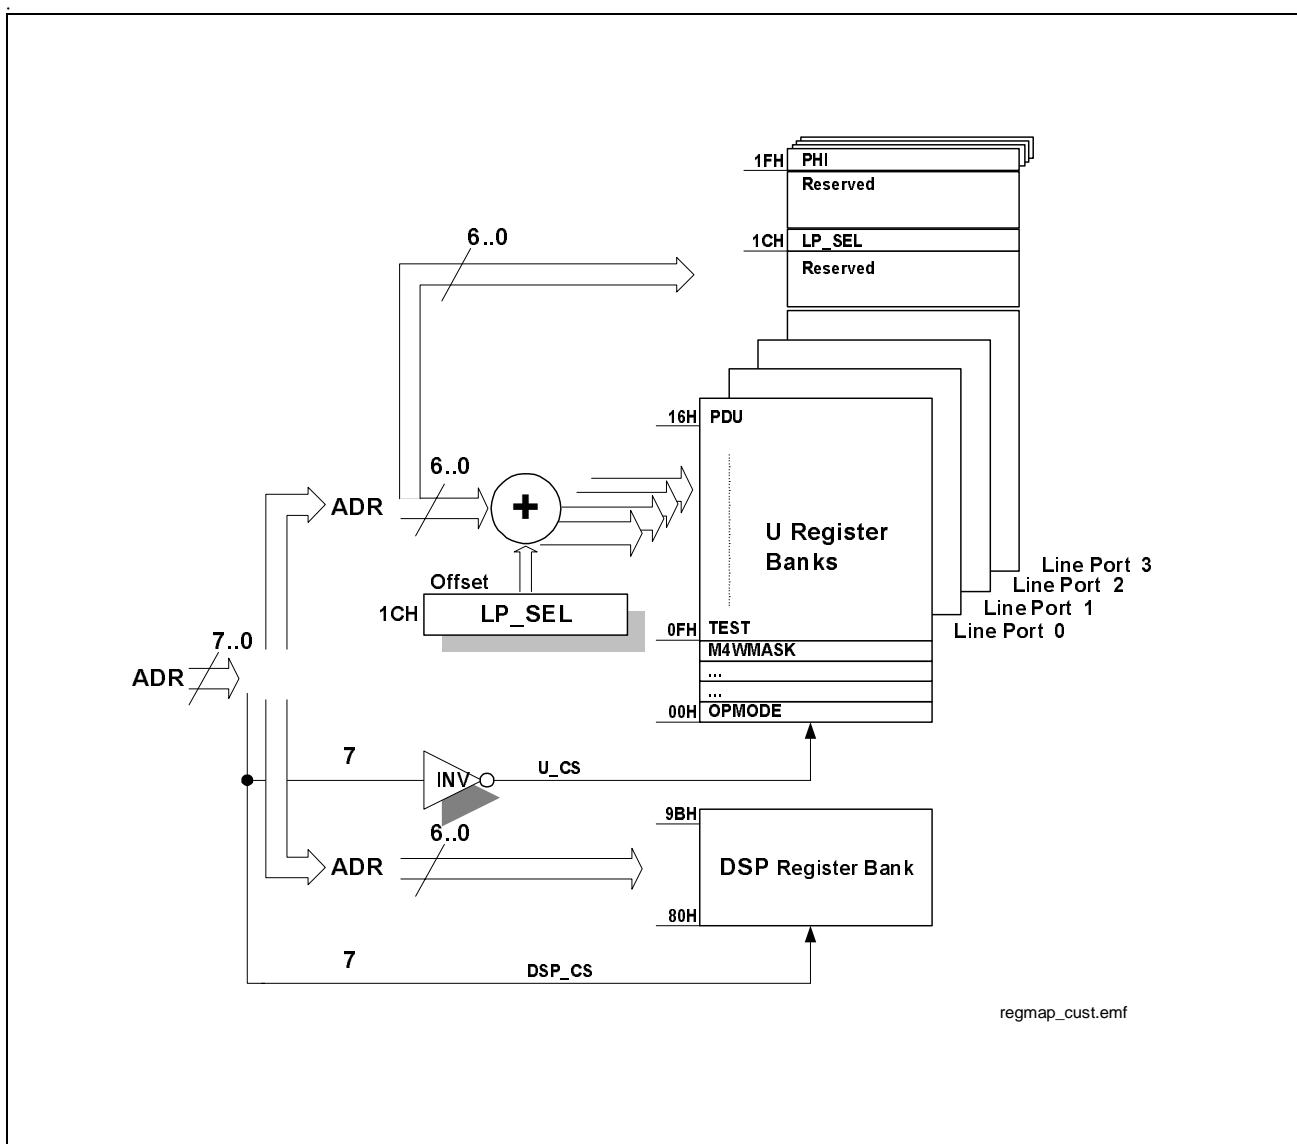 .
1FH PHI
Reserved
6..0
1CH LP_SEL
Reserved
16H PDU
6..0
ADR
+
U Register
Banks
Line Port 3
Offset
Line Port 2
1CH LP_SEL
Line Port 1
0FH TEST
Line Port 0
7..0
M4WMASK
ADR
...
...
00H OPMODE
7
INV
U_CS
9BH
6..0
ADR
DSP Register Bank
80H
7
DSP_CS
regmap_cust.emf